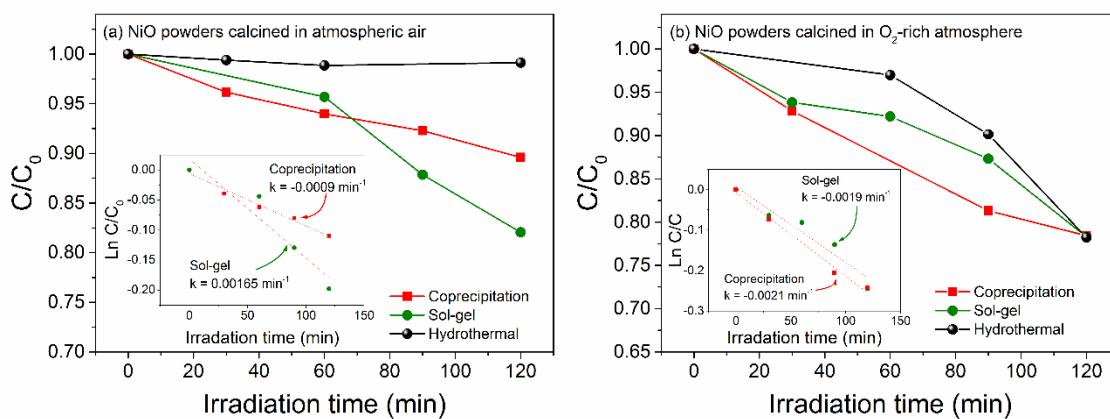 (a) NiO powders calcined in atmospheric air
C/C₀
1.00
0.95
0.90
0.85
0.80
0.75
0.70
0 20 40 60 80 100 120
Irradiation time (min)
Coprecipitation
Sol-gel
Hydrothermal
Ln C/C₀
0.00
-0.05
-0.10
-0.15
-0.20
0 50 100 150
Irradiation time (min)
Coprecipitation
k = -0.0009 min⁻¹
Sol-gel
k = 0.00165 min⁻¹
(b) NiO powders calcined in O₂-rich atmosphere
C/C₀
1.00
0.95
0.90
0.85
0.80
0.75
0.70
0.65
0 20 40 60 80 100 120
Irradiation time (min)
Coprecipitation
Sol-gel
Hydrothermal
Ln C/C
0.0
-0.1
-0.2
-0.3
0 50 100 150
Irradiation time (min)
Sol-gel
k = -0.0019 min⁻¹
Coprecipitation
k = -0.0021 min⁻¹